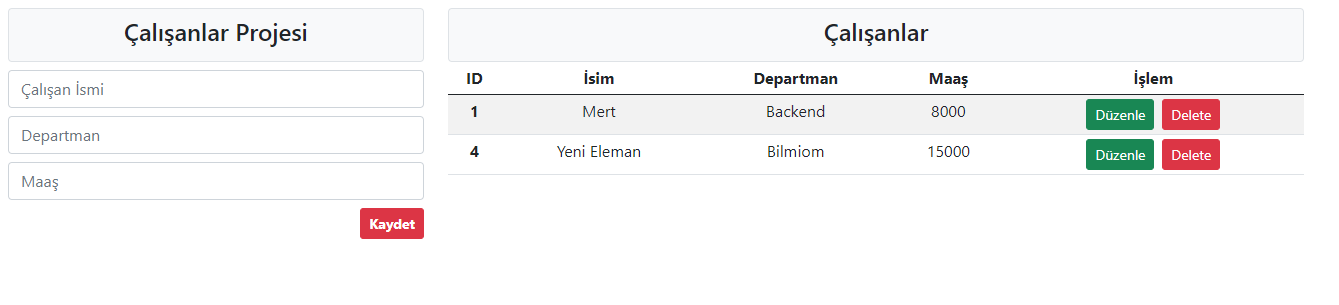 Çalışanlar Projesi
Çalışan İsmi
Departman
Maaş
Kaydet
Çalışanlar
ID İsim Departman Maaş İşlem
1 Mert Backend 8000 Düzenle Delete
4 Yeni Eleman Bilmiom 15000 Düzenle Delete